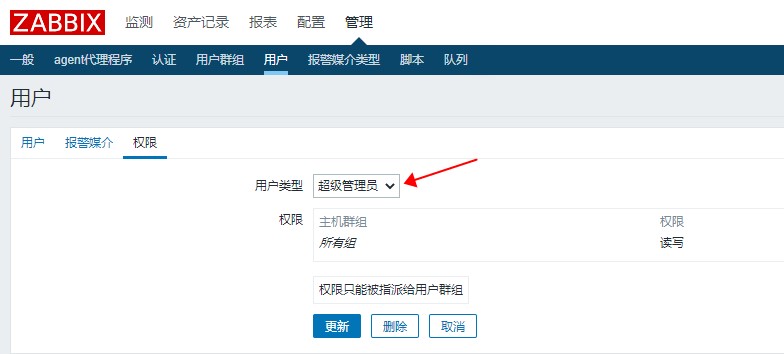 ZABBIX 监测 资产记录 报表 配置 管理
一般 agent代理程序 认证 用户群组 用户 报警媒介类型 脚本 队列
用户
用户 报警媒介 权限
用户类型 超级管理员
权限 主机群组 权限
所有组 读写
权限只能被指派给用户群组
更新 删除 取消